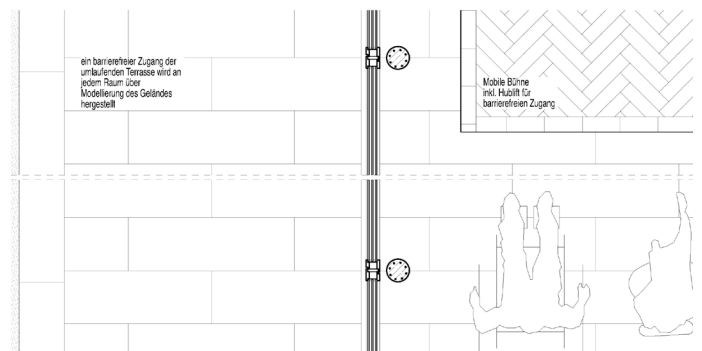 ein barrierefreier Zugang der
umlaufenden Terrasse wird an
jedem Raum über
Modellierung des Geländes
hergestellt
Mobile Bühne
inkl. Hublift für
barrierefreien Zugang